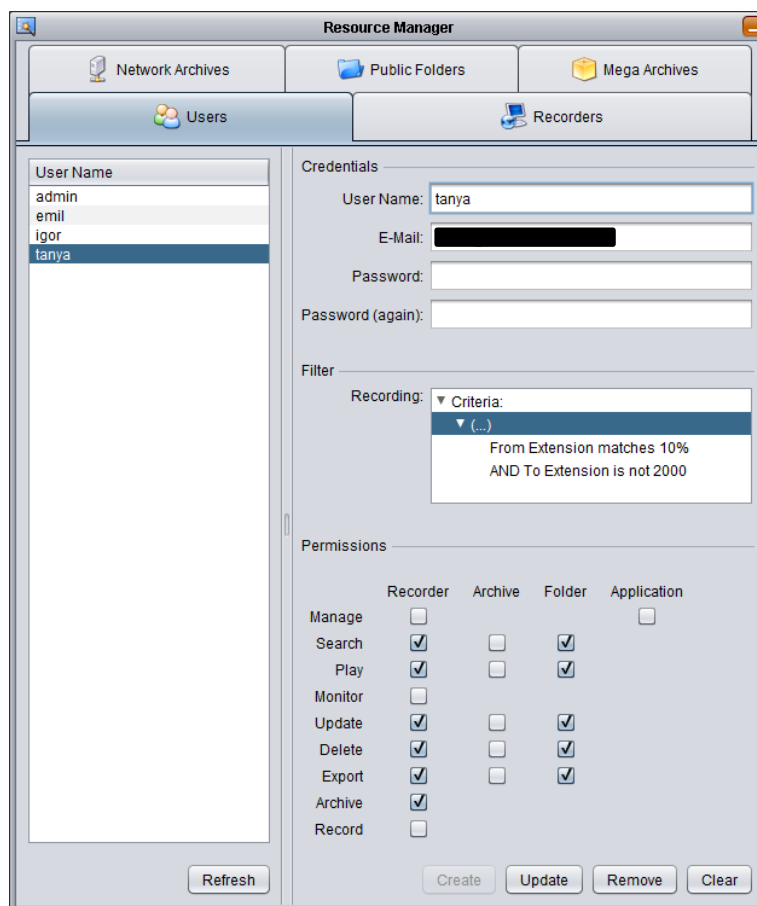 Resource Manager
Network Archives Public Folders Mega Archives
Users Recorders
User Name
admin
emil
igor
tanya
Refresh
Credentials
User Name: tanya
E-Mail:
Password:
Password (again):
Filter
Recording: Criteria:
(...)
From Extension matches 10%
AND To Extension is not 2000
Permissions
Recorder Archive Folder Application
Manage
Search
Play
Monitor
Update
Delete
Export
Archive
Record
Create Update Remove Clear